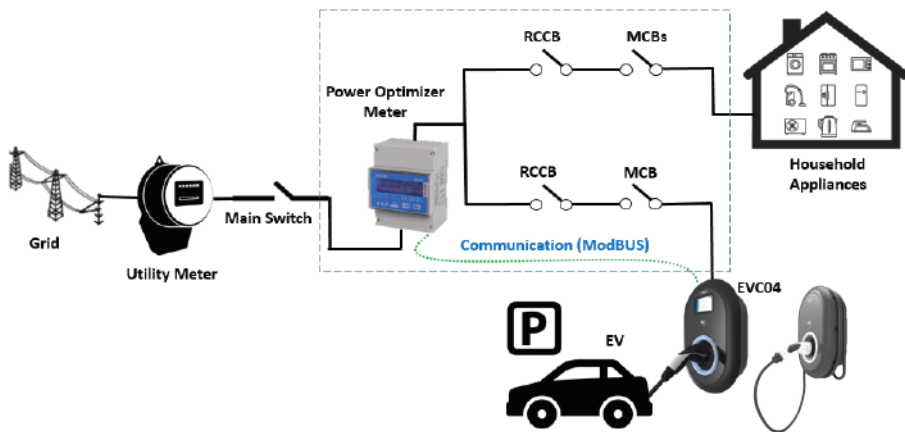 RCCB
MCBs
Power Optimizer
Meter
Household
Appliances
RCCB
MCB
Main Switch
Grid
Utility Meter
Communication (ModBUS)
EVC04
P
EV